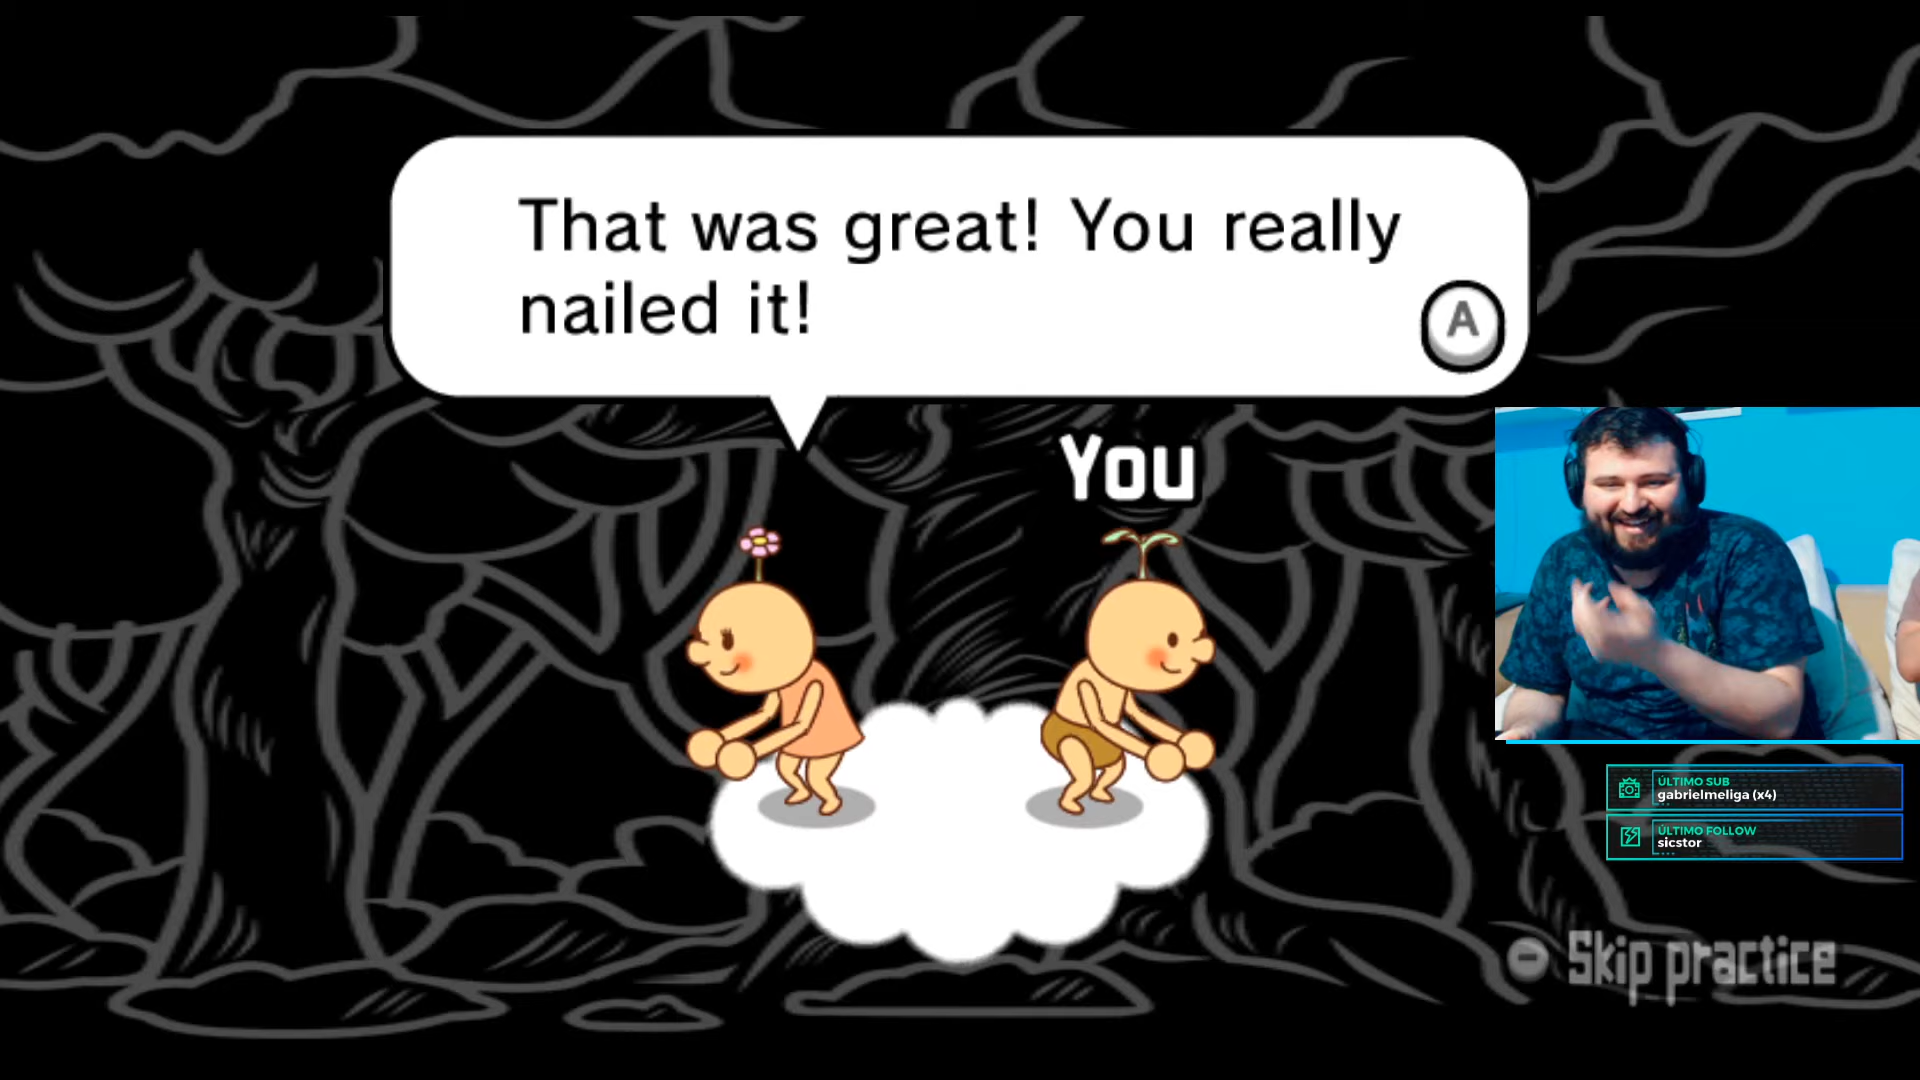 That was great! You really
nailed it!
A
You
ÚLTIMO SUB
gabrielmeliga (x4)
ÚLTIMO FOLLOW
sicstor
Skip practice